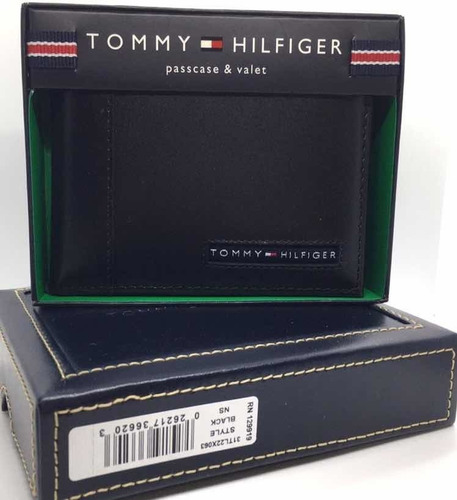 TOMMY HILFIGER
passcase & valet
TOMMY HILFIGER
RN 129919
STYLE 31TL22X063
BLACK
NS
0 26217 36620 3